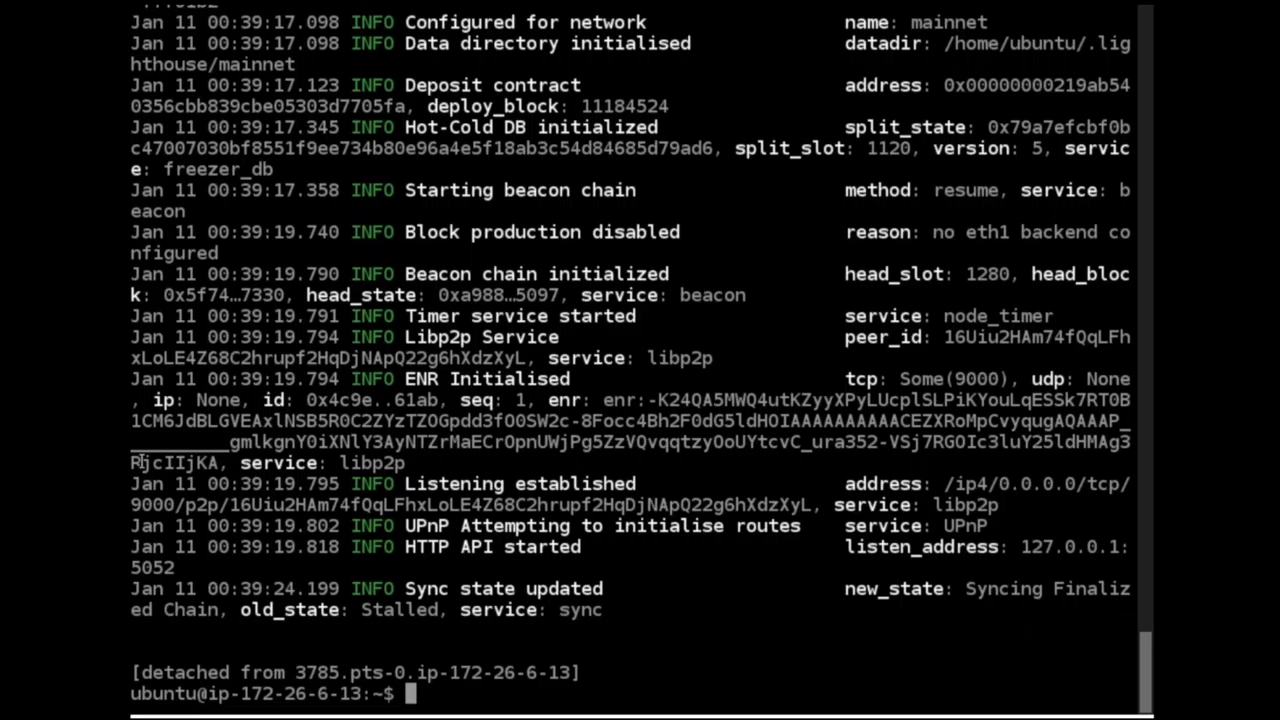 Jan 11 00:39:17.098 INFO Configured for network name: mainnet
Jan 11 00:39:17.098 INFO Data directory initialised datadir: /home/ubuntu/.lig
hthouse/mainnet
Jan 11 00:39:17.123 INFO Deposit contract address: 0x00000000219ab54
0356cbb839cbe05303d7705fa, deploy_block: 11184524
Jan 11 00:39:17.345 INFO Hot-Cold DB initialized split_state: 0x79a7efcbf0b
c47007030bf8551f9ee734b80e96a4e5f18ab3c54d84685d79ad6, split_slot: 1120, version: 5, servic
e: freezer_db
Jan 11 00:39:17.358 INFO Starting beacon chain method: resume, service: b
eacon
Jan 11 00:39:19.740 INFO Block production disabled reason: no eth1 backend co
nfigured
Jan 11 00:39:19.790 INFO Beacon chain initialized head_slot: 1280, head_bloc
k: 0x5f74…7330, head_state: 0xa988…5097, service: beacon
Jan 11 00:39:19.791 INFO Timer service started service: node_timer
Jan 11 00:39:19.794 INFO Libp2p Service peer_id: 16Uiu2HAm74fQqLFh
xLoLE4Z68C2hrupf2HqDjNApQ22g6hXdzXyL, service: libp2p
Jan 11 00:39:19.794 INFO ENR Initialised tcp: Some(9000), udp: None
, ip: None, id: 0x4c9e..61ab, seq: 1, enr: enr:-K24QA5MWQ4utKZyyXPyLUcplSLPiKYouLqESSk7RT0B
1CM6JdBLGVEAxlNSB5R0C2ZYzTZOGpdd3fO0SW2c-8Focc4Bh2F0dG5ldHOIAAAAAAAAAACEZXRoMpCvyqugAQAAAP_
_________gmlkgnY0iXNlY3AyNTZrMaECrOpnUWjPg5ZzVQvqqtzyOoUYtcvC_ura352-VSj7RGOIc3luY25ldHMAg3
RjcIIjKA, service: libp2p
Jan 11 00:39:19.795 INFO Listening established address: /ip4/0.0.0.0/tcp/
9000/p2p/16Uiu2HAm74fQqLFhxLoLE4Z68C2hrupf2HqDjNApQ22g6hXdzXyL, service: libp2p
Jan 11 00:39:19.802 INFO UPnP Attempting to initialise routes service: UPnP
Jan 11 00:39:19.818 INFO HTTP API started listen_address: 127.0.0.1:
5052
Jan 11 00:39:24.199 INFO Sync state updated new_state: Syncing Finaliz
ed Chain, old_state: Stalled, service: sync
[detached from 3785.pts-0.ip-172-26-6-13]
ubuntu@ip-172-26-6-13:~$